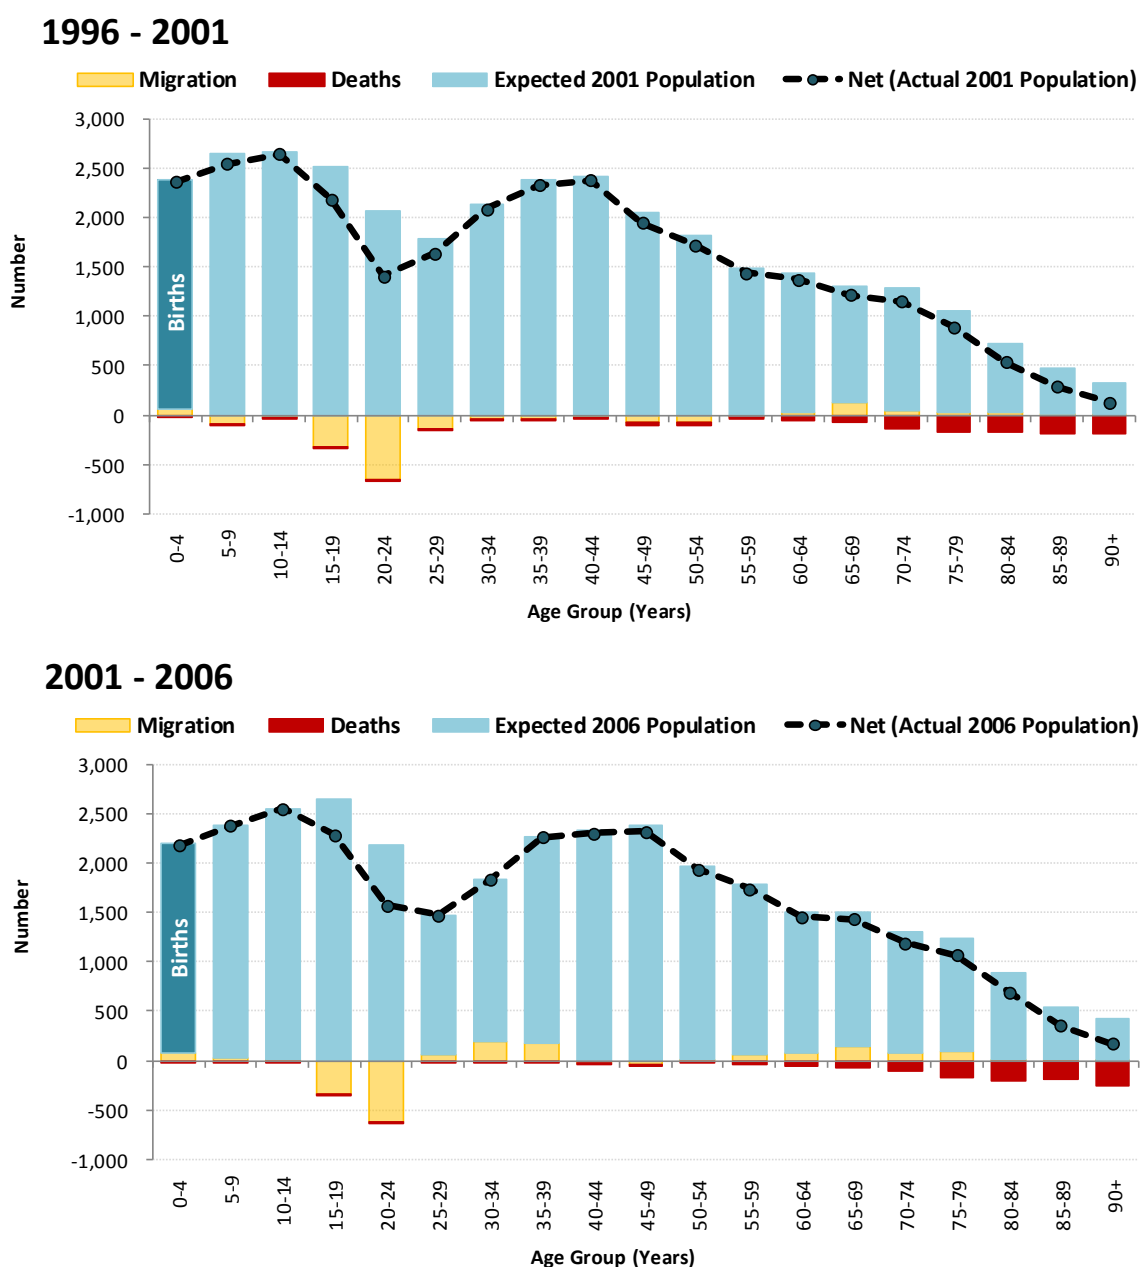 1996 - 2001
Migration Deaths Expected 2001 Population Net (Actual 2001 Population)
3,000
2,500
2,000
1,500
1,000
500
0
-500
-1,000
Number
Births
0-4 5-9 10-14 15-19 20-24 25-29 30-34 35-39 40-44 45-49 50-54 55-59 60-64 65-69 70-74 75-79 80-84 85-89 90+
Age Group (Years)
2001 - 2006
Migration Deaths Expected 2006 Population Net (Actual 2006 Population)
3,000
2,500
2,000
1,500
1,000
500
0
-500
-1,000
Number
Births
0-4 5-9 10-14 15-19 20-24 25-29 30-34 35-39 40-44 45-49 50-54 55-59 60-64 65-69 70-74 75-79 80-84 85-89 90+
Age Group (Years)